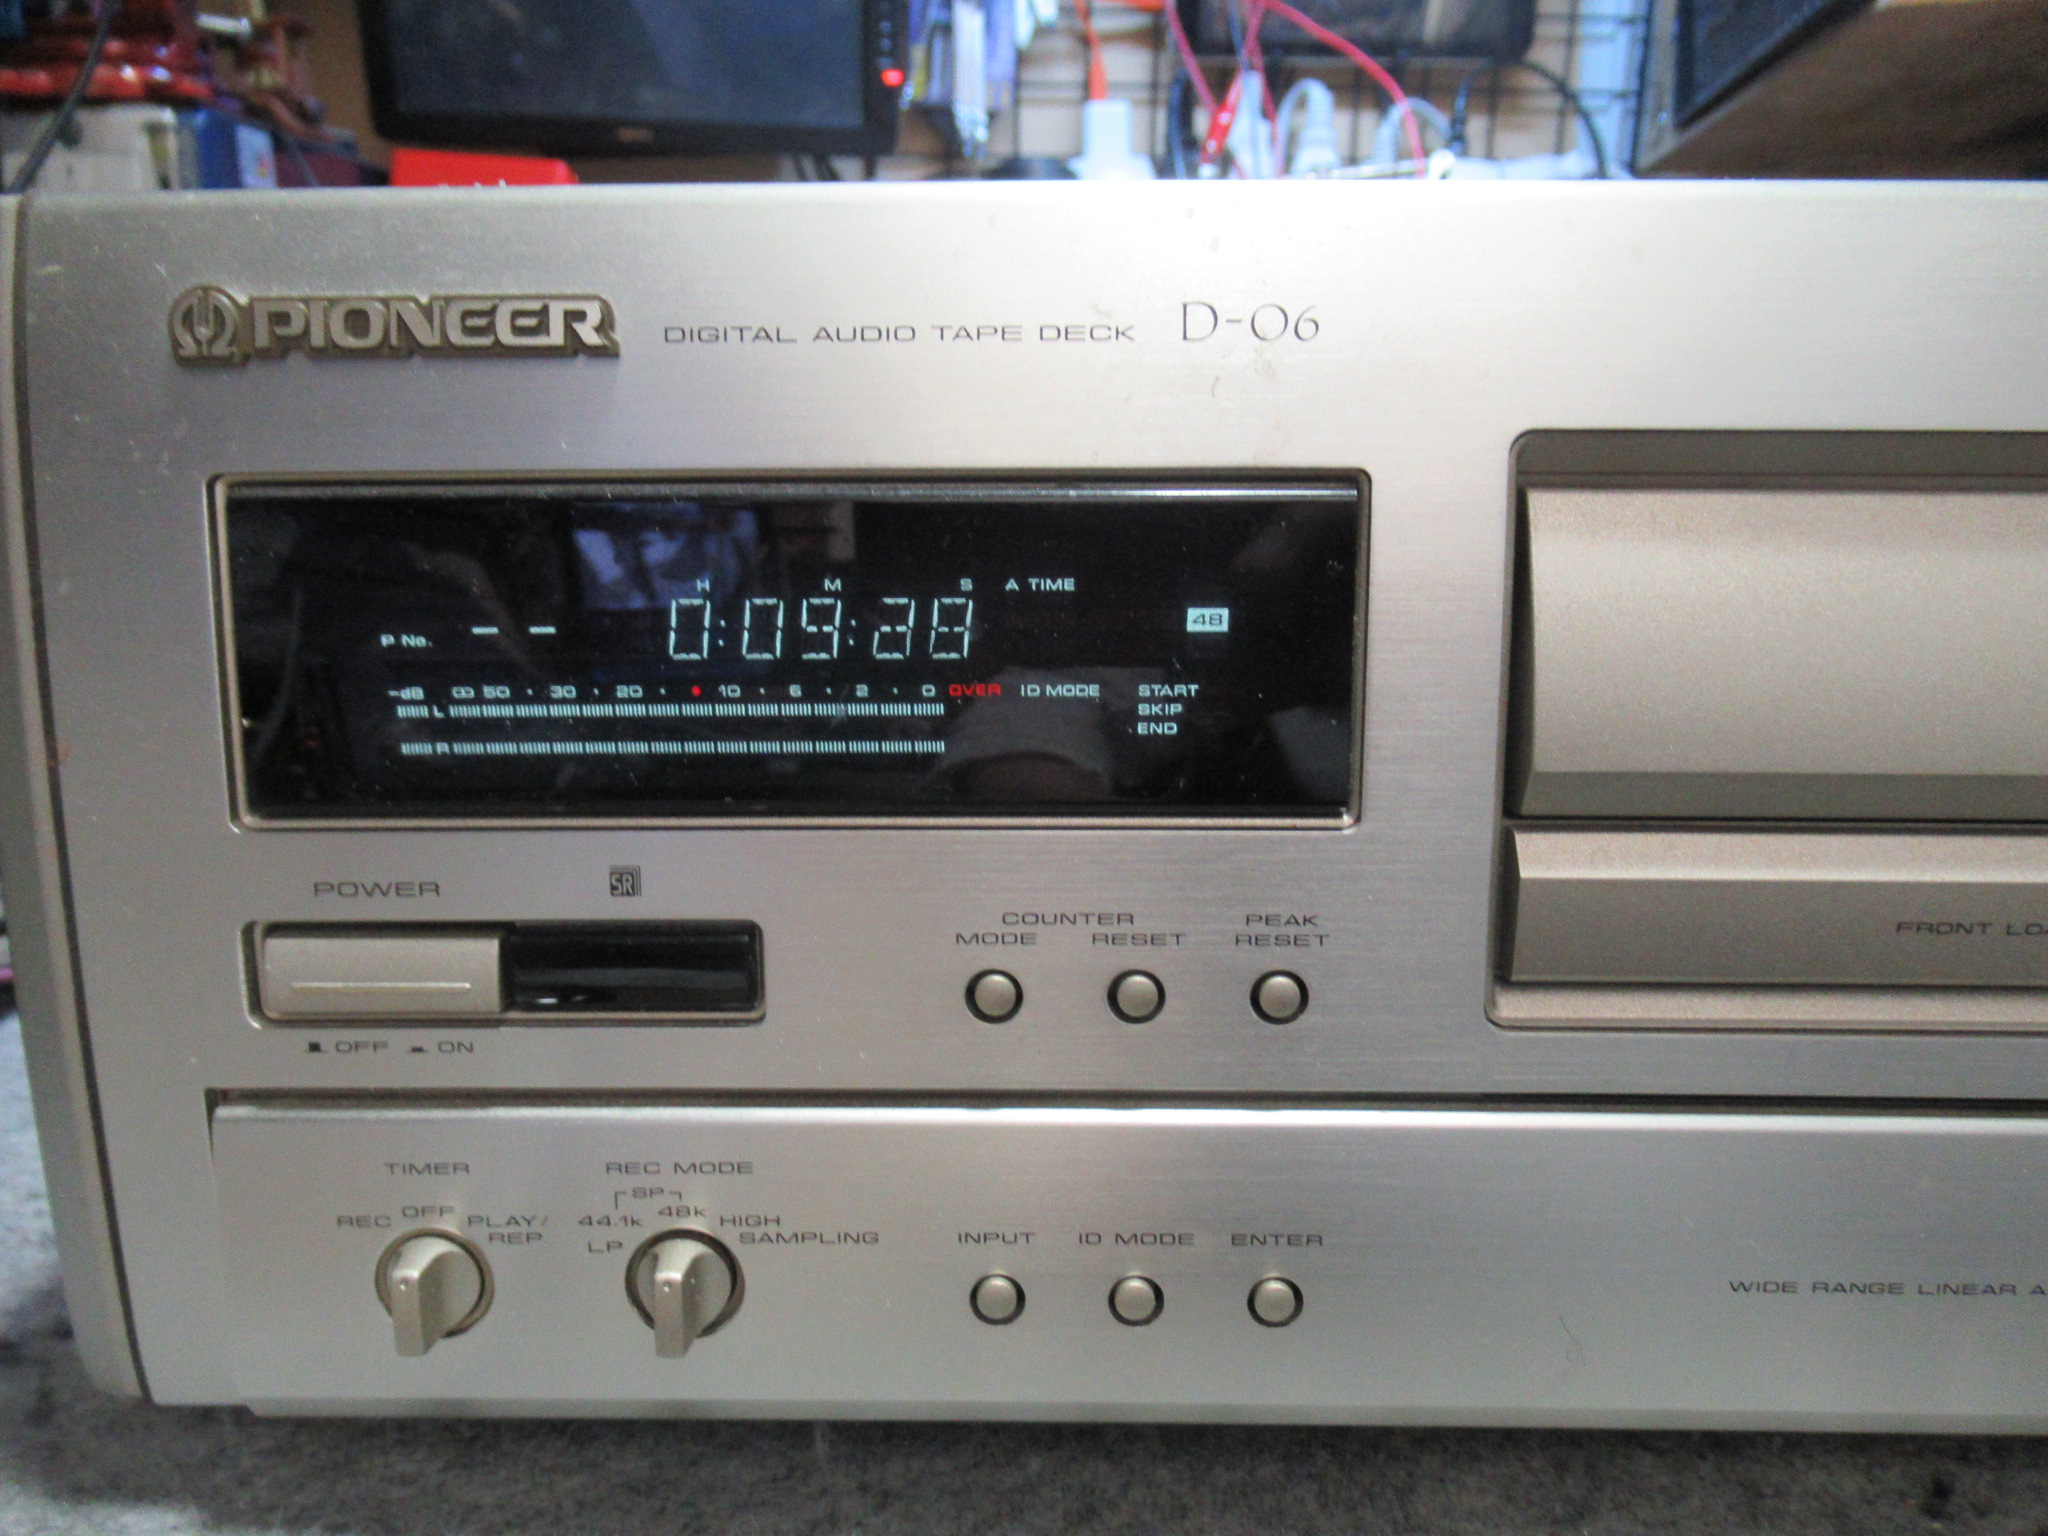 PIONEER DIGITAL AUDIO TAPE DECK D-06
H M S A TIME
P No. -- 0:09:38 48
-dB ∞ 50 · 30 · 20 · • 10 · 6 · 2 · 0 OVER ID MODE START
L SKIP
END
R
POWER SR
COUNTER PEAK
MODE RESET RESET
FRONT LOA
OFF ON
TIMER REC MODE
SP
REC OFF PLAY/ 44.1k 48k HIGH
REP LP SAMPLING INPUT ID MODE ENTER
WIDE RANGE LINEAR A